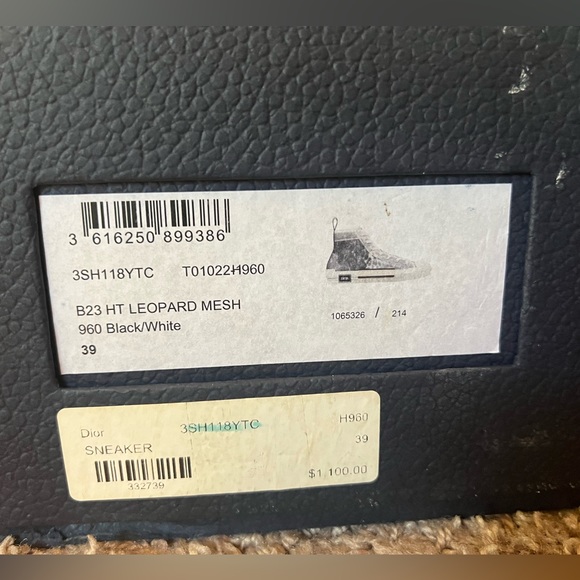 3 616250 899386
3SH118YTC T01022H960
B23 HT LEOPARD MESH
960 Black/White
39
1065326 / 214
Dior 3SH118YTC H960
SNEAKER 39
332739 $1,100.00